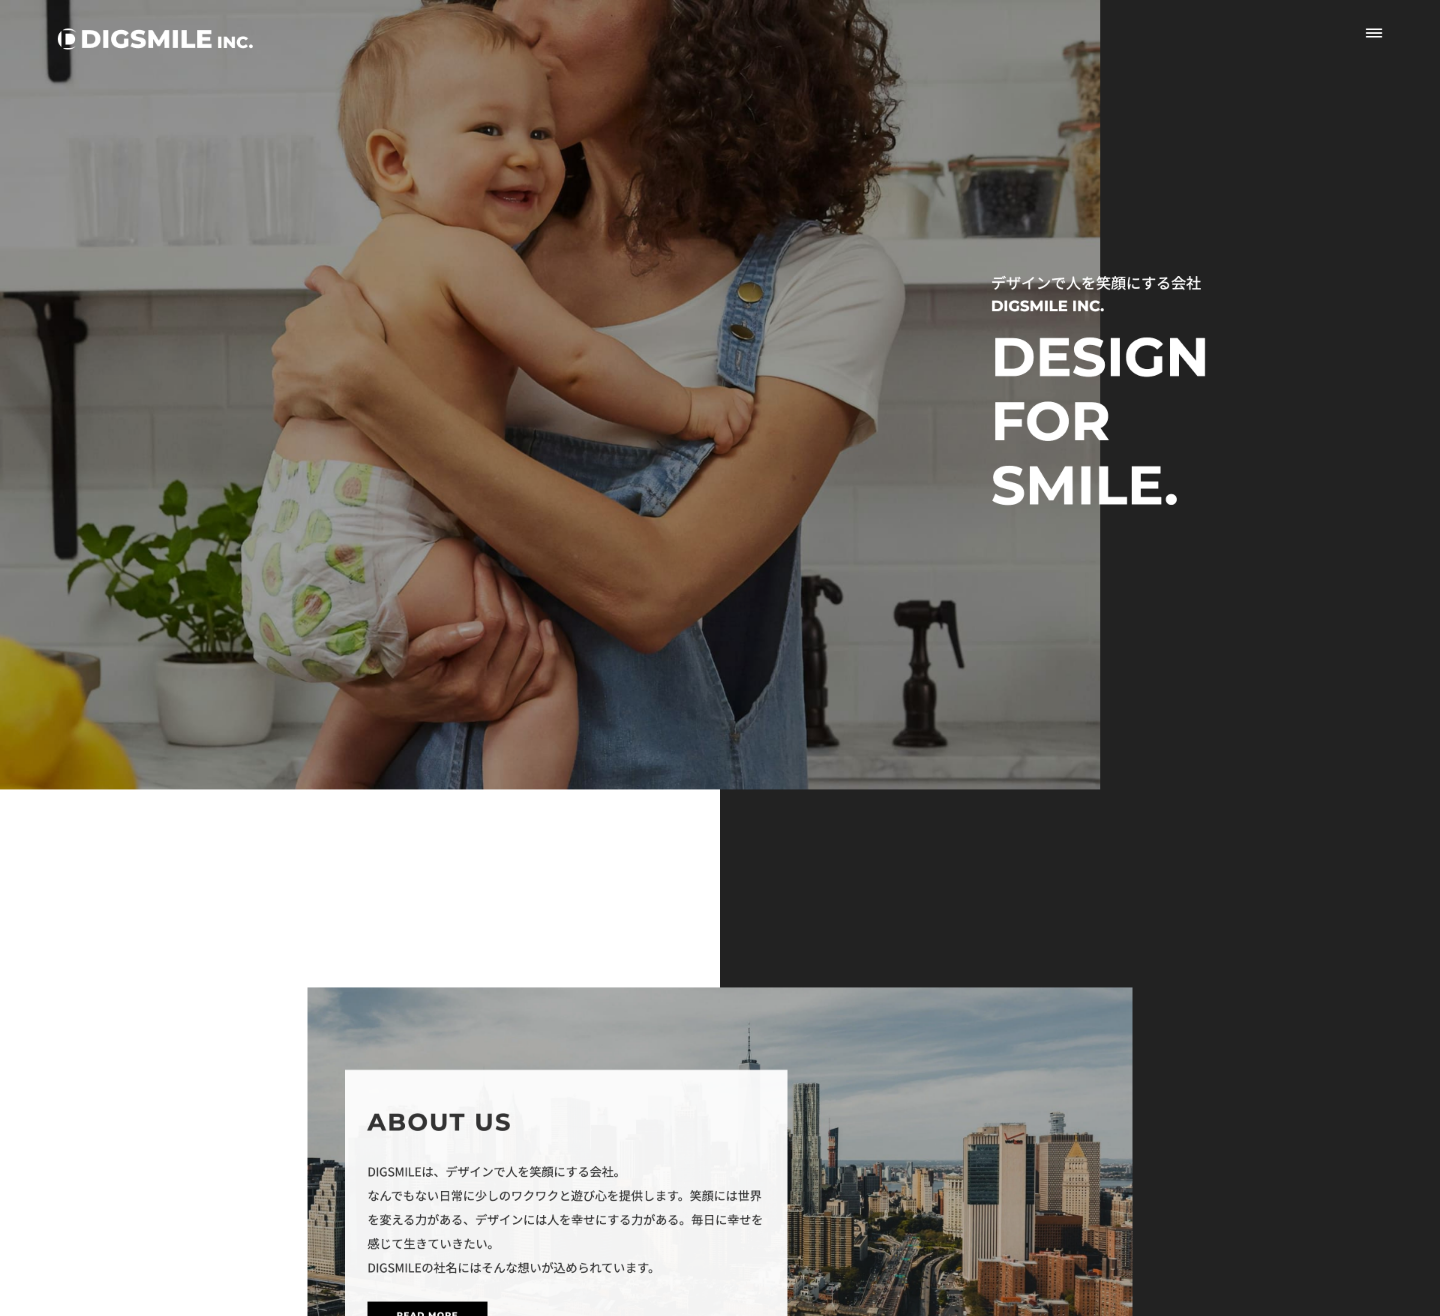 DIGSMILE INC.
デザインで人を笑顔にする会社
DIGSMILE INC.
DESIGN
FOR
SMILE.
ABOUT US
DIGSMILEは、デザインで人を笑顔にする会社。
なんでもない日常に少しのワクワクと遊び心を提供します。笑顔には世界
を変える力がある、デザインには人を幸せにする力がある。毎日に幸せを
感じて生きていきたい。
DIGSMILEの社名にはそんな想いが込められています。
READ MORE